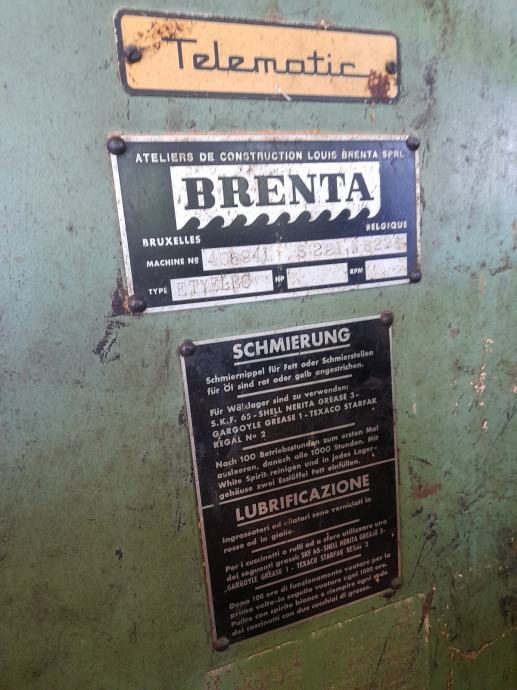 Telematic
ATELIERS DE CONSTRUCTION LOUIS BRENTA SPRL
BRENTA
BRUXELLES BELGIQUE
MACHINE Nº
TYPE HP RPM
SCHMIERUNG
Schmiernippel für Fett oder Schmierstellen
für Öl sind rot oder gelb angestrichen.
Für Wälzlager sind zu verwenden:
S.K.F. 65 - SHELL NERITA GREASE 3-
GARGOYLE GREASE 1 - TEXACO STARFAK
REGAL No 2
Nach 100 Betriebsstunden zum ersten Mal
ausleeren, danach alle 1000 Stunden. Mit
White Spirit reinigen und in jedes Lager-
gehäuse zwei Esslöffel Fett einfüllen.
LUBRIFICAZIONE
Ingrassatori ed oliatori sono verniciati in
rosso od in giallo.
Per i cuscinetti a rulli od a sfere utilizzare uno
dei seguenti grassi: SKF 65-SHELL NERITA GREASE 3-
GARGOYLE GREASE 1 - TEXACO STARFAK REGAL 2
Dopo 100 ore di funzionamento vuotare per la
prima volta-in seguito vuotare ogni 1000 ore.
Pulire con spirito bianco e riempire ogni sede
dei cuscinetti con due cucchiai di grasso.